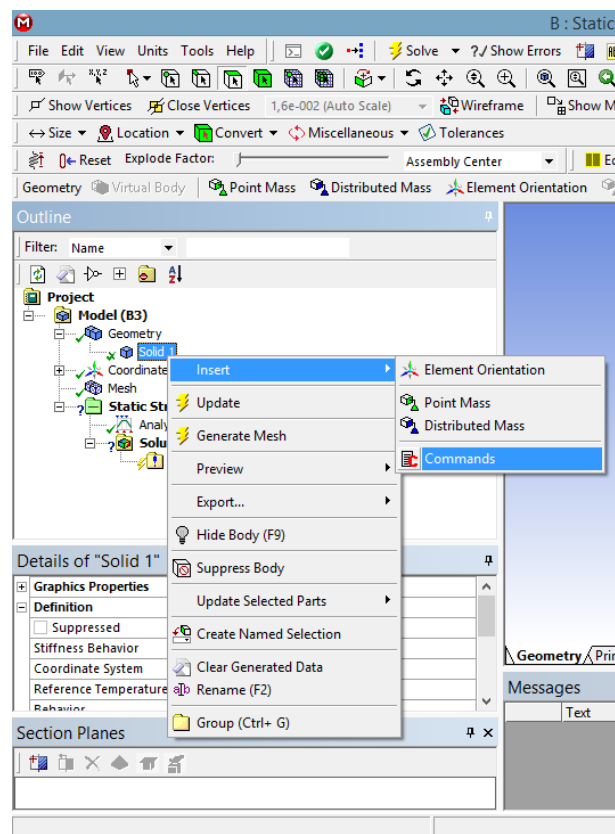 B : Static
File Edit View Units Tools Help Solve ?✓ Show Errors
Show Vertices Close Vertices 1,6e-002 (Auto Scale) Wireframe Show M
Size Location Convert Miscellaneous Tolerances
Reset Explode Factor: Assembly Center Ed
Geometry Virtual Body Point Mass Distributed Mass Element Orientation
Outline
Filter: Name
Project
Model (B3)
Geometry
Solid 1
Coordinate
Mesh
Static Str
Analy
Solu
Insert
Update
Generate Mesh
Preview
Export...
Hide Body (F9)
Suppress Body
Update Selected Parts
Create Named Selection
Clear Generated Data
Rename (F2)
Group (Ctrl+ G)
Element Orientation
Point Mass
Distributed Mass
Commands
Details of "Solid 1"
Graphics Properties
Definition
Suppressed
Stiffness Behavior
Coordinate System
Reference Temperature
Behavior
Section Planes
Geometry Prin
Messages
Text